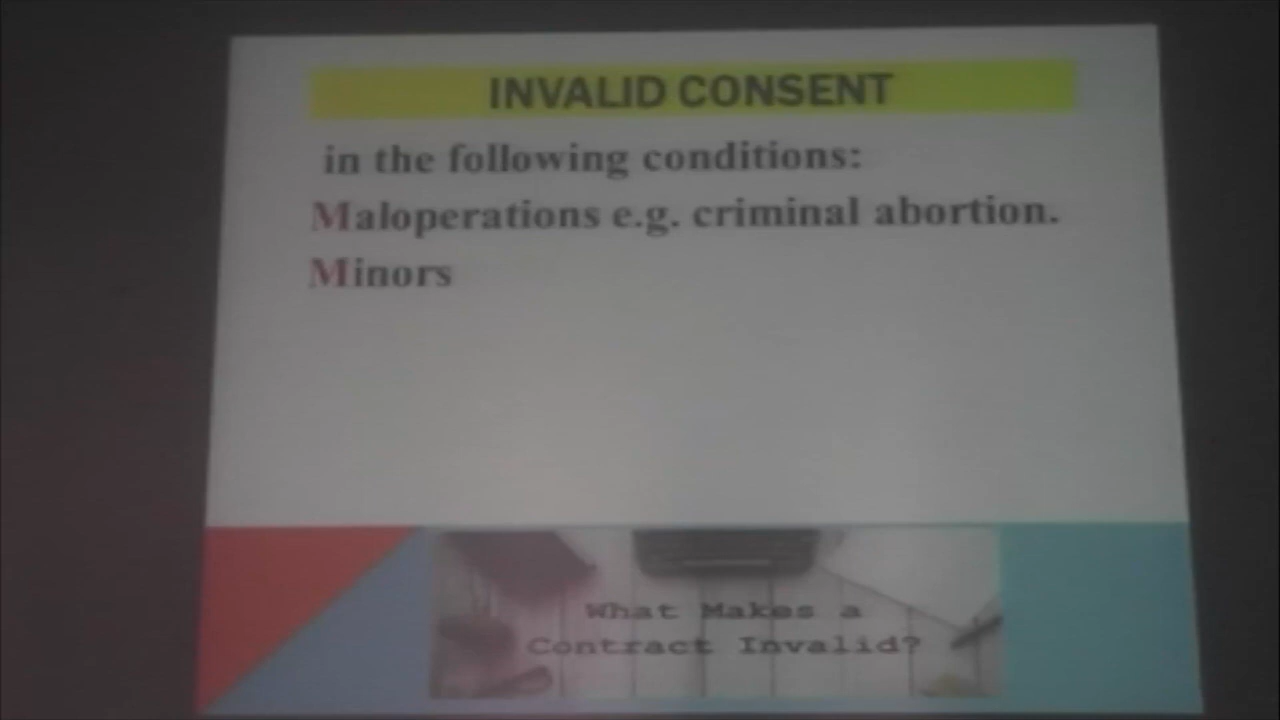 INVALID CONSENT
in the following conditions:
Maloperations e.g. criminal abortion.
Minors
What Makes a
Contract Invalid?